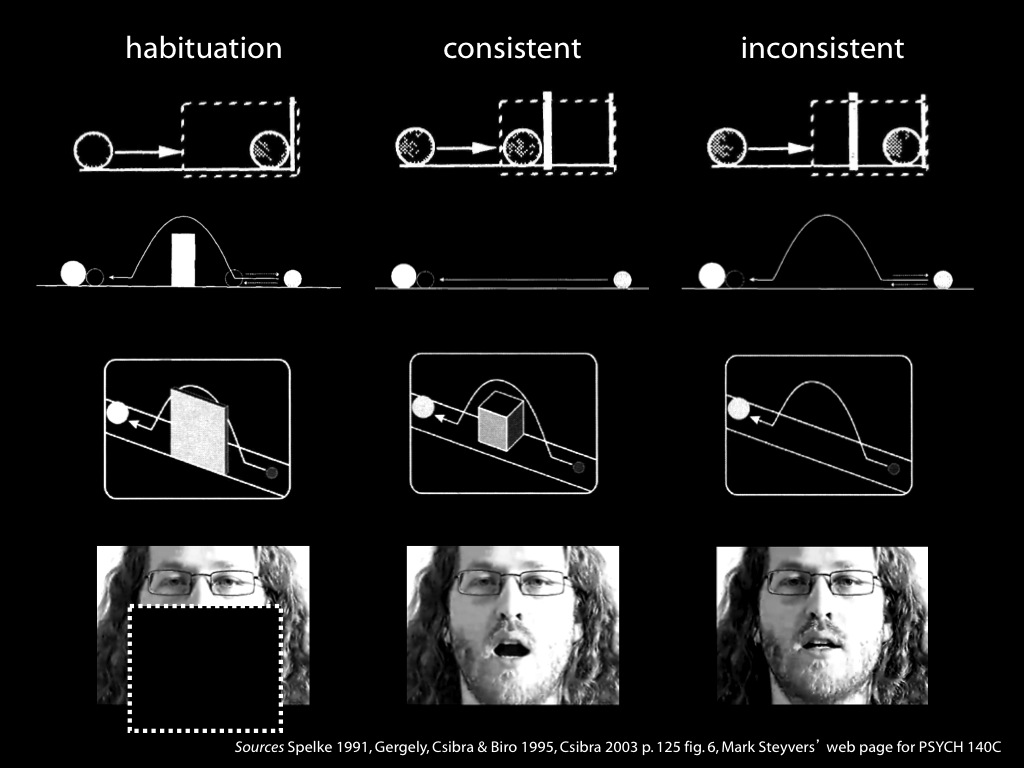 habituation consistent inconsistent
Sources Spelke 1991, Gergely, Csibra & Biro 1995, Csibra 2003 p. 125 fig. 6, Mark Steyvers’ web page for PSYCH 140C